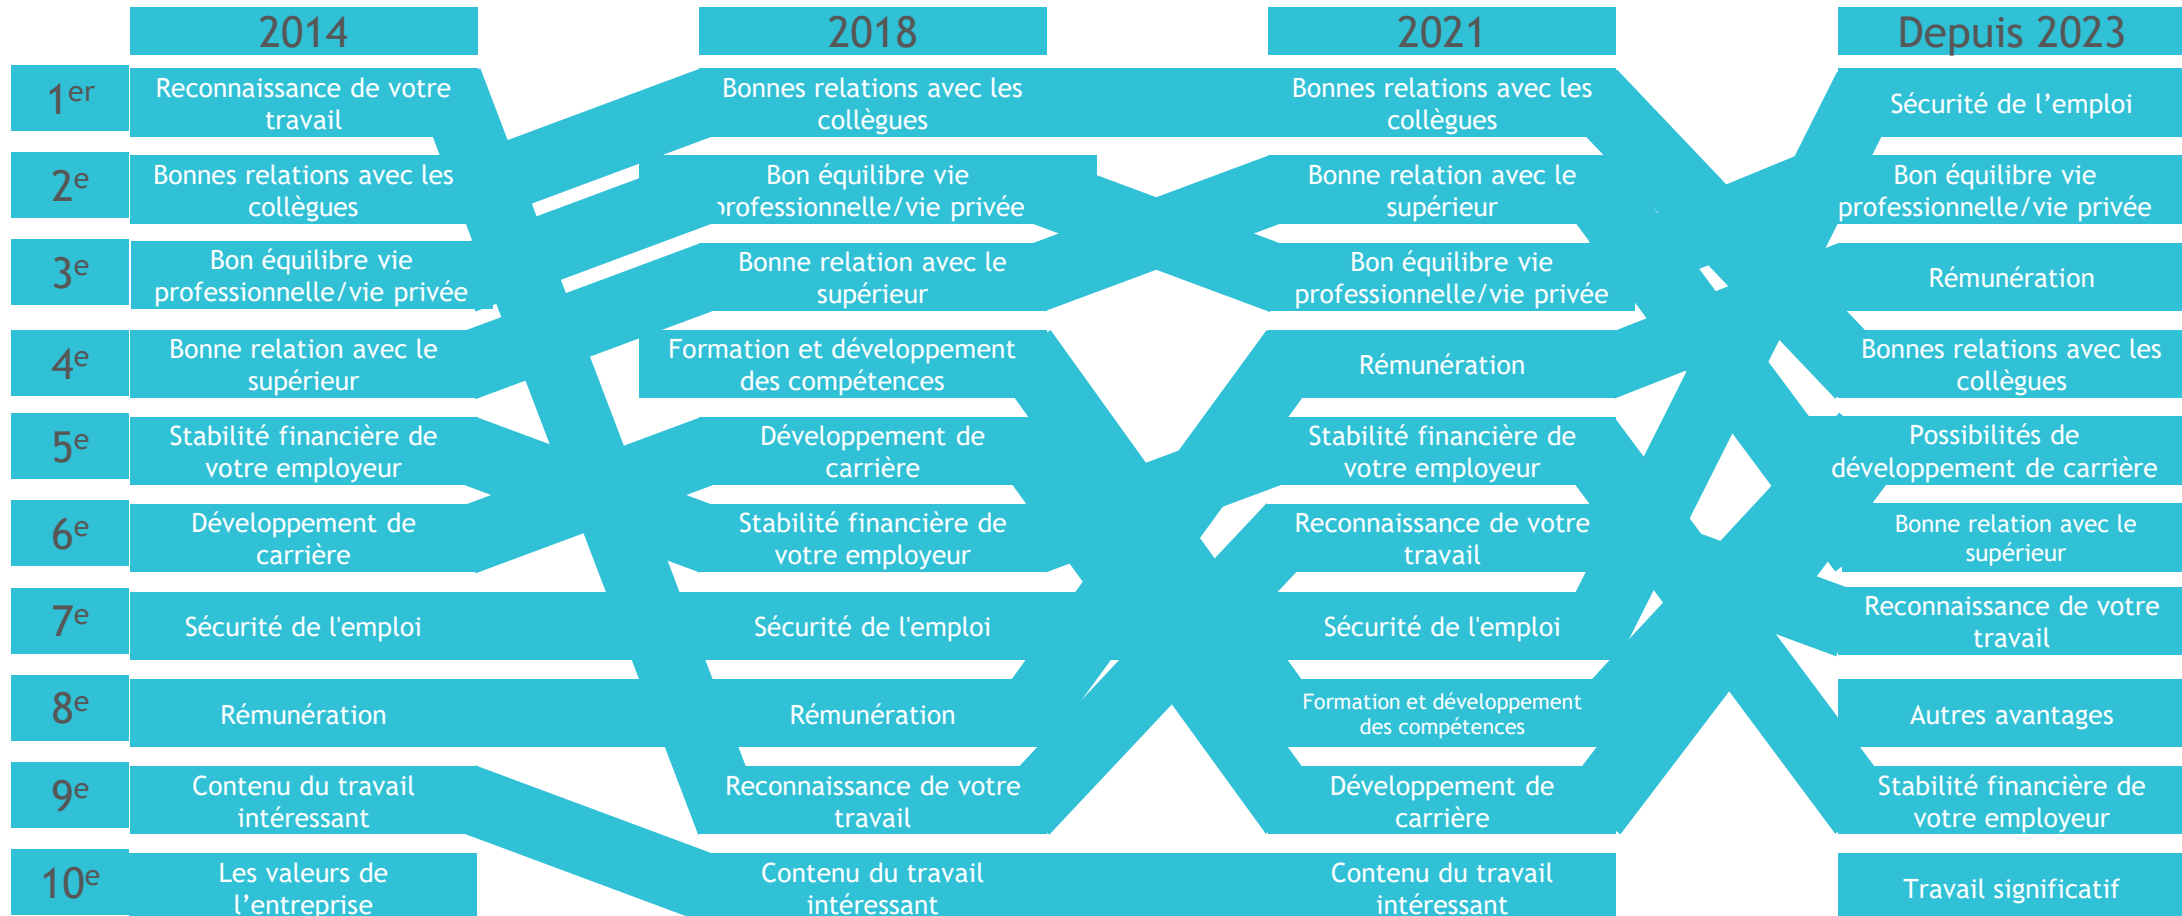 2014
2018
2021
Depuis 2023
1er
Reconnaissance de votre
travail
Bonnes relations avec les
collègues
Bonnes relations avec les
collègues
Sécurité de l’emploi
2e
Bonnes relations avec les
collègues
Bon équilibre vie
professionnelle/vie privée
Bonne relation avec le
supérieur
Bon équilibre vie
professionnelle/vie privée
3e
Bon équilibre vie
professionnelle/vie privée
Bonne relation avec le
supérieur
Bon équilibre vie
professionnelle/vie privée
Rémunération
4e
Bonne relation avec le
supérieur
Formation et développement
des compétences
Rémunération
Bonnes relations avec les
collègues
5e
Stabilité financière de
votre employeur
Développement de
carrière
Stabilité financière de
votre employeur
Possibilités de
développement de carrière
6e
Développement de
carrière
Stabilité financière de
votre employeur
Reconnaissance de votre
travail
Bonne relation avec le
supérieur
7e
Sécurité de l'emploi
Sécurité de l'emploi
Sécurité de l'emploi
Reconnaissance de votre
travail
8e
Rémunération
Rémunération
Formation et développement
des compétences
Autres avantages
9e
Contenu du travail
intéressant
Reconnaissance de votre
travail
Développement de
carrière
Stabilité financière de
votre employeur
10e
Les valeurs de
l’entreprise
Contenu du travail
intéressant
Contenu du travail
intéressant
Travail significatif